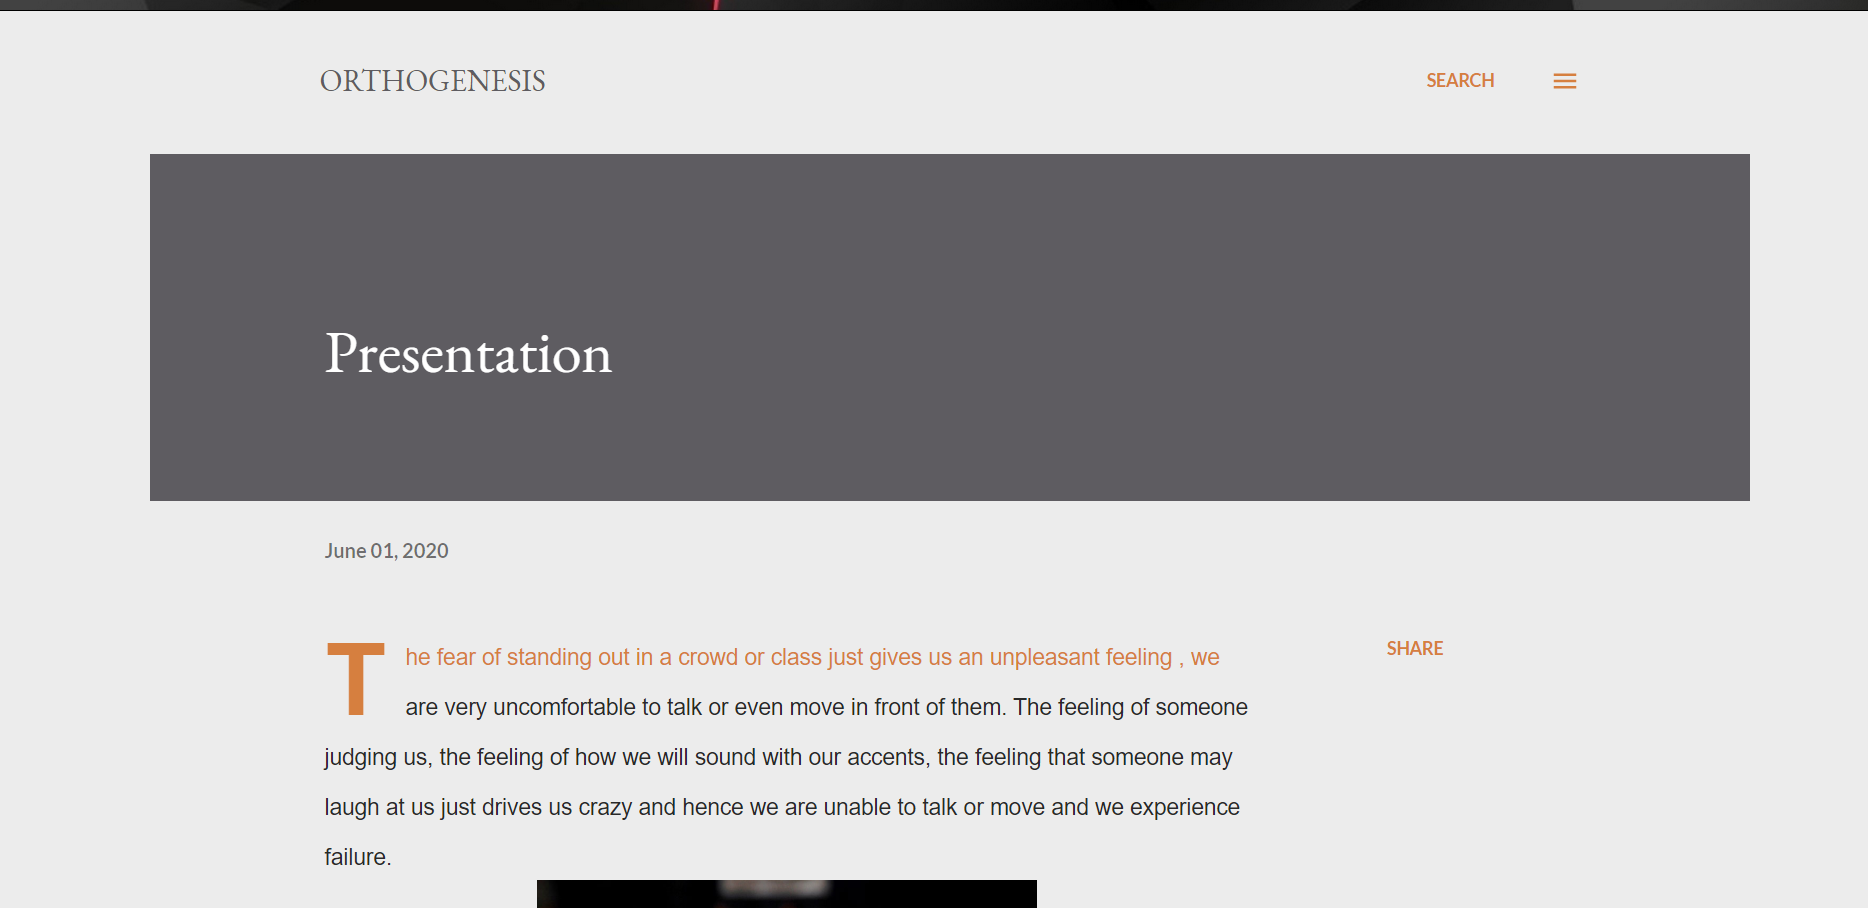 ORTHOGENESIS
SEARCH
Presentation
June 01, 2020
The fear of standing out in a crowd or class just gives us an unpleasant feeling , we
are very uncomfortable to talk or even move in front of them. The feeling of someone
judging us, the feeling of how we will sound with our accents, the feeling that someone may
laugh at us just drives us crazy and hence we are unable to talk or move and we experience
failure.
SHARE